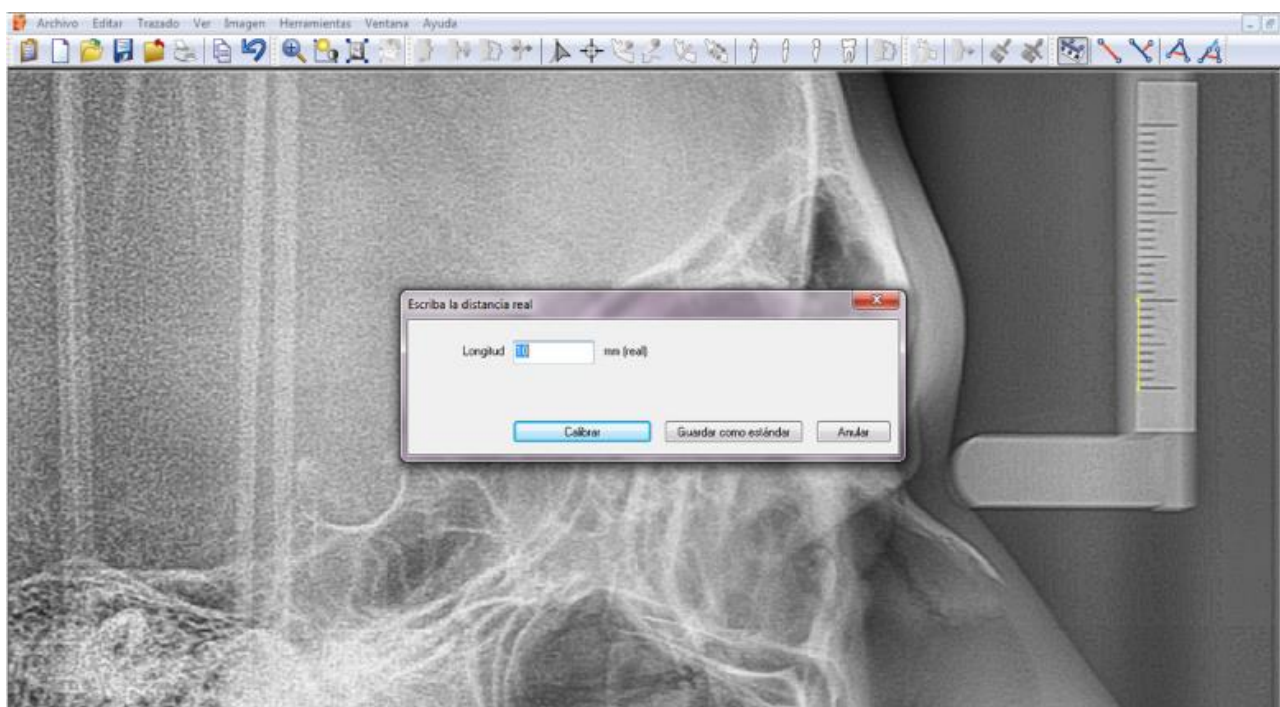 Archivo Editar Trazado Ver Imagen Herramientas Ventana Ayuda
Escriba la distancia real
Longitud 10 mm (real)
Calibrar Guardar como estándar Anular